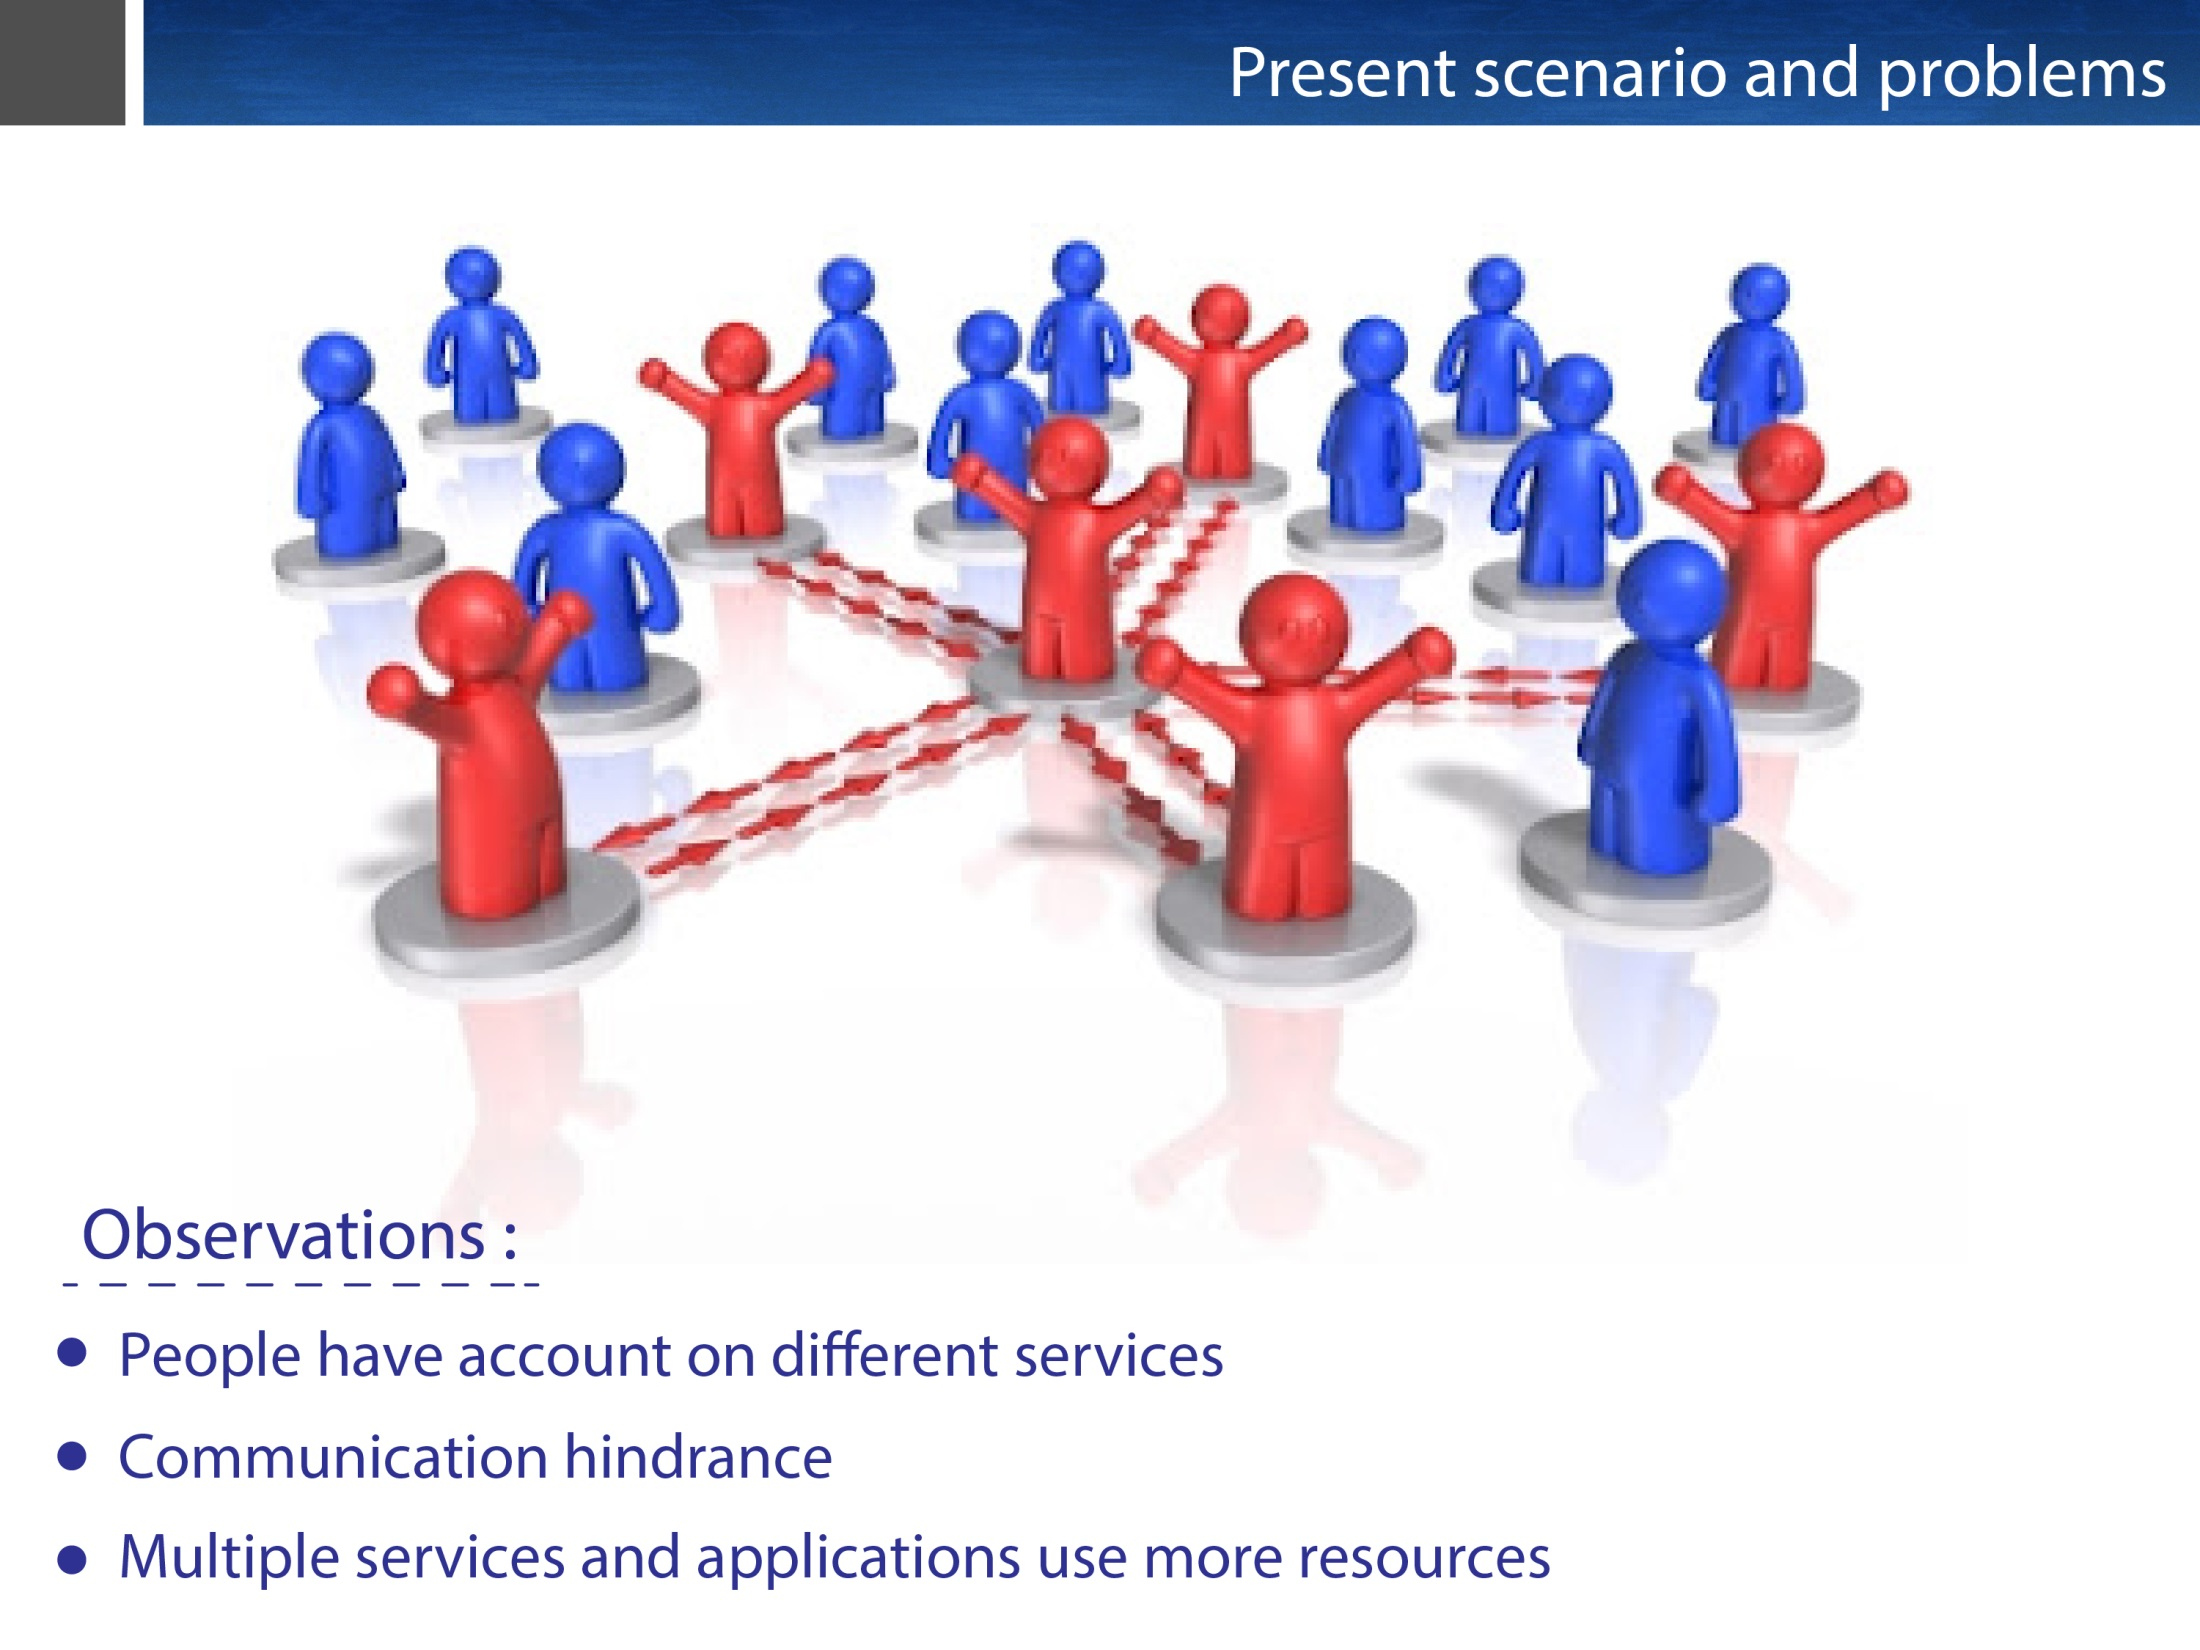 Present scenario and problems
Observations :
● People have account on different services
● Communication hindrance
● Multiple services and applications use more resources